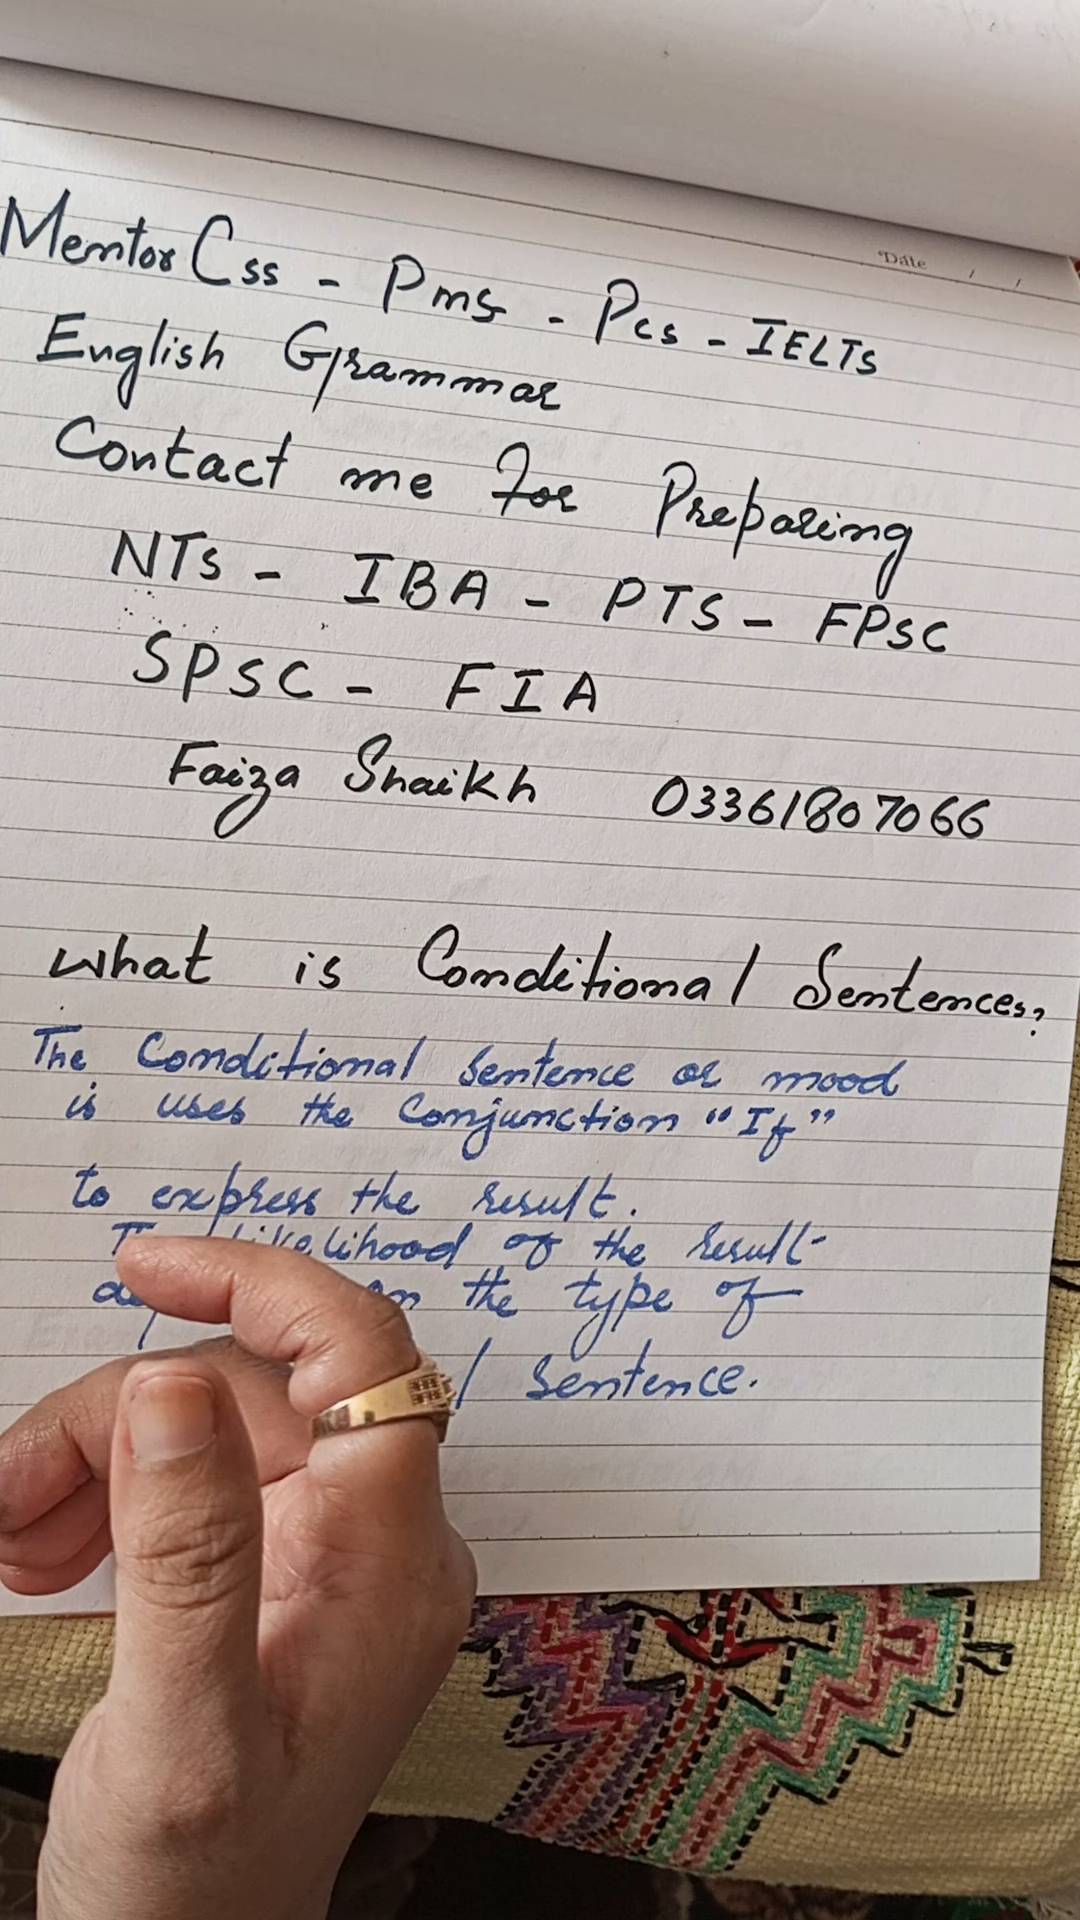 Date / /
Mentor Css - Pms - Pcs - IELTs
English Grammar
Contact me For Preparing
NTs - IBA - PTS - FPSC
SPSC - FIA
Faiza Shaikh 03361807066
What is Conditional Sentences?
The Conditional Sentence or mood
is uses the Conjunction "If"
to express the result.
likelihood of the result
on the type of
Sentence.